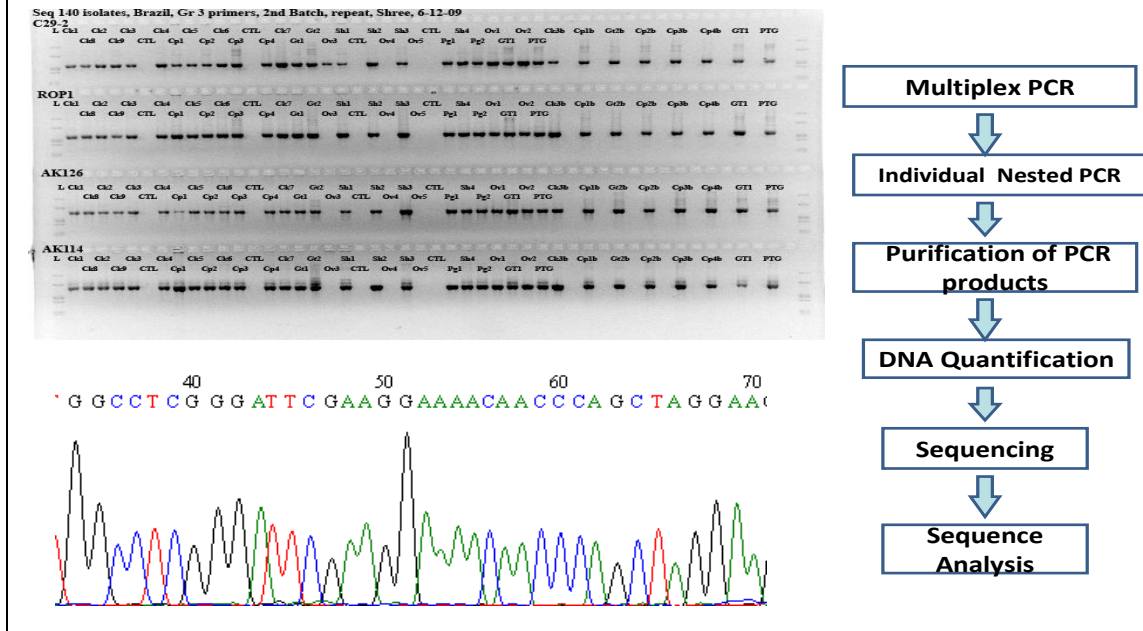 Seq 140 isolates, Brazil, Gr 3 primers, 2nd Batch, repeat, Shree, 6-12-09
C29-2
L Ck1 Ck2 Ck3 Ck4 Ck5 Ck6 CTL Ck7 Gt2 Sh1 Sh2 Sh3 CTL Sh4 Ov1 Ov2 Ck3b Cp1b Gt2b Cp2b Cp3b Cp4b GT1 PTG
Ck8 Ck9 CTL Cp1 Cp2 Cp3 Cp4 Gt1 Ov3 CTL Ov4 Ov5 Pg1 Pg2 GT1 PTG
ROP1
L Ck1 Ck2 Ck3 Ck4 Ck5 Ck6 CTL Ck7 Gt2 Sh1 Sh2 Sh3 CTL Sh4 Ov1 Ov2 Ck3b Cp1b Gt2b Cp2b Cp3b Cp4b GT1 PTG
Ck8 Ck9 CTL Cp1 Cp2 Cp3 Cp4 Gt1 Ov3 CTL Ov4 Ov5 Pg1 Pg2 GT1 PTG
AK126
L Ck1 Ck2 Ck3 Ck4 Ck5 Ck6 CTL Ck7 Gt2 Sh1 Sh2 Sh3 CTL Sh4 Ov1 Ov2 Ck3b Cp1b Gt2b Cp2b Cp3b Cp4b GT1 PTG
Ck8 Ck9 CTL Cp1 Cp2 Cp3 Cp4 Gt1 Ov3 CTL Ov4 Ov5 Pg1 Pg2 GT1 PTG
AK114
L Ck1 Ck2 Ck3 Ck4 Ck5 Ck6 CTL Ck7 Gt2 Sh1 Sh2 Sh3 CTL Sh4 Ov1 Ov2 Ck3b Cp1b Gt2b Cp2b Cp3b Cp4b GT1 PTG
Ck8 Ck9 CTL Cp1 Cp2 Cp3 Cp4 Gt1 Ov3 CTL Ov4 Ov5 Pg1 Pg2 GT1 PTG
40 50 60 70
G G C C T C G G G A T T C G A A G G A A A A C A A C C C A G C T A G G A A
Multiplex PCR
Individual Nested PCR
Purification of PCR
products
DNA Quantification
Sequencing
Sequence
Analysis